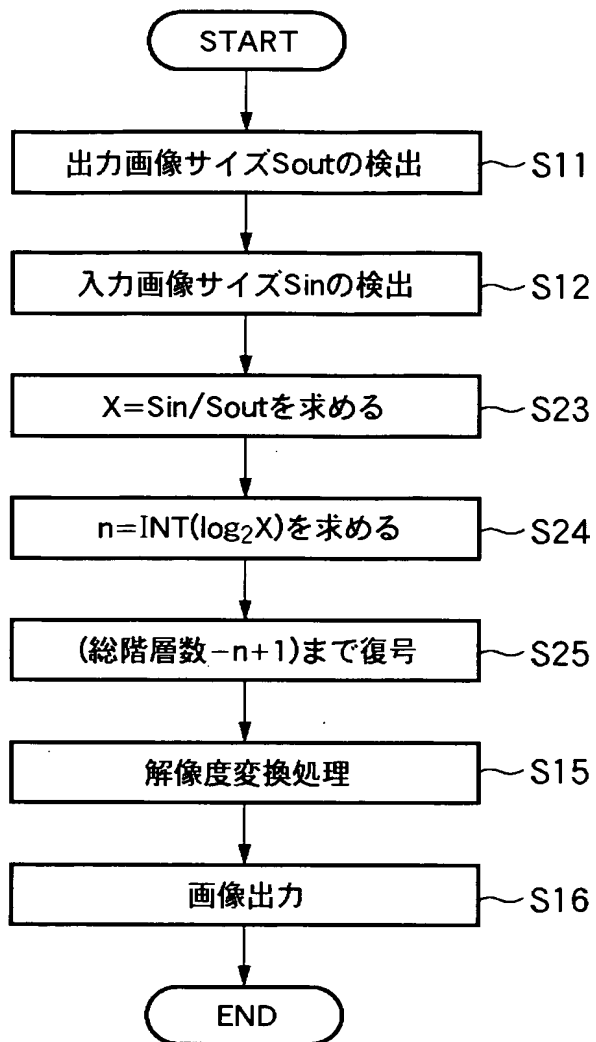 START
出力画像サイズSoutの検出
S11
入力画像サイズSinの検出
S12
X=Sin/Soutを求める
S23
n=INT(log₂X)を求める
S24
(総階層数−n+1)まで復号
S25
解像度変換処理
S15
画像出力
S16
END